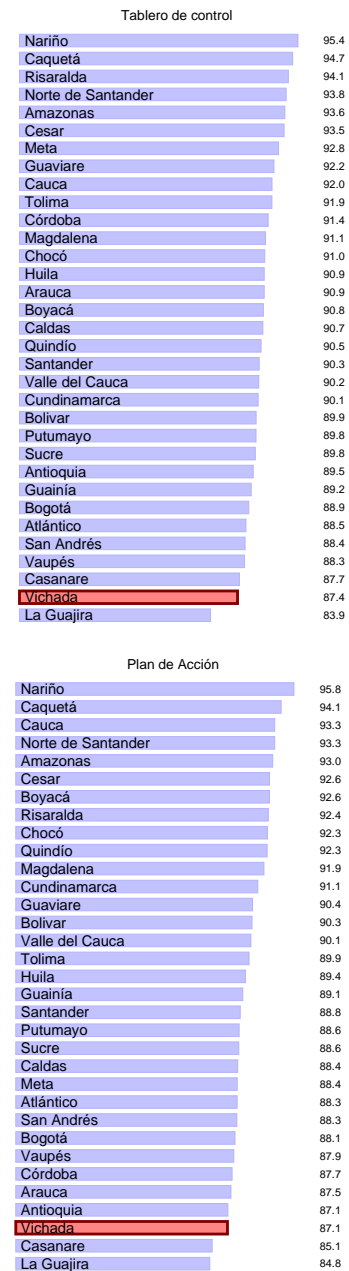 Tablero de control
Nariño 95.4
Caquetá 94.7
Risaralda 94.1
Norte de Santander 93.8
Amazonas 93.6
Cesar 93.5
Meta 92.8
Guaviare 92.2
Cauca 92.0
Tolima 91.9
Córdoba 91.4
Magdalena 91.1
Chocó 91.0
Huila 90.9
Arauca 90.9
Boyacá 90.8
Caldas 90.7
Quindío 90.5
Santander 90.3
Valle del Cauca 90.2
Cundinamarca 90.1
Bolivar 89.9
Putumayo 89.8
Sucre 89.8
Antioquia 89.5
Guainía 89.2
Bogotá 88.9
Atlántico 88.5
San Andrés 88.4
Vaupés 88.3
Casanare 87.7
Vichada 87.4
La Guajira 83.9
Plan de Acción
Nariño 95.8
Caquetá 94.1
Cauca 93.3
Norte de Santander 93.3
Amazonas 93.0
Cesar 92.6
Boyacá 92.6
Risaralda 92.4
Chocó 92.3
Quindío 92.3
Magdalena 91.9
Cundinamarca 91.1
Guaviare 90.4
Bolivar 90.3
Valle del Cauca 90.1
Tolima 89.9
Huila 89.4
Guainía 89.1
Santander 88.8
Putumayo 88.6
Sucre 88.6
Caldas 88.4
Meta 88.4
Atlántico 88.3
San Andrés 88.3
Bogotá 88.1
Vaupés 87.9
Córdoba 87.7
Arauca 87.5
Antioquia 87.1
Vichada 87.1
Casanare 85.1
La Guajira 84.8